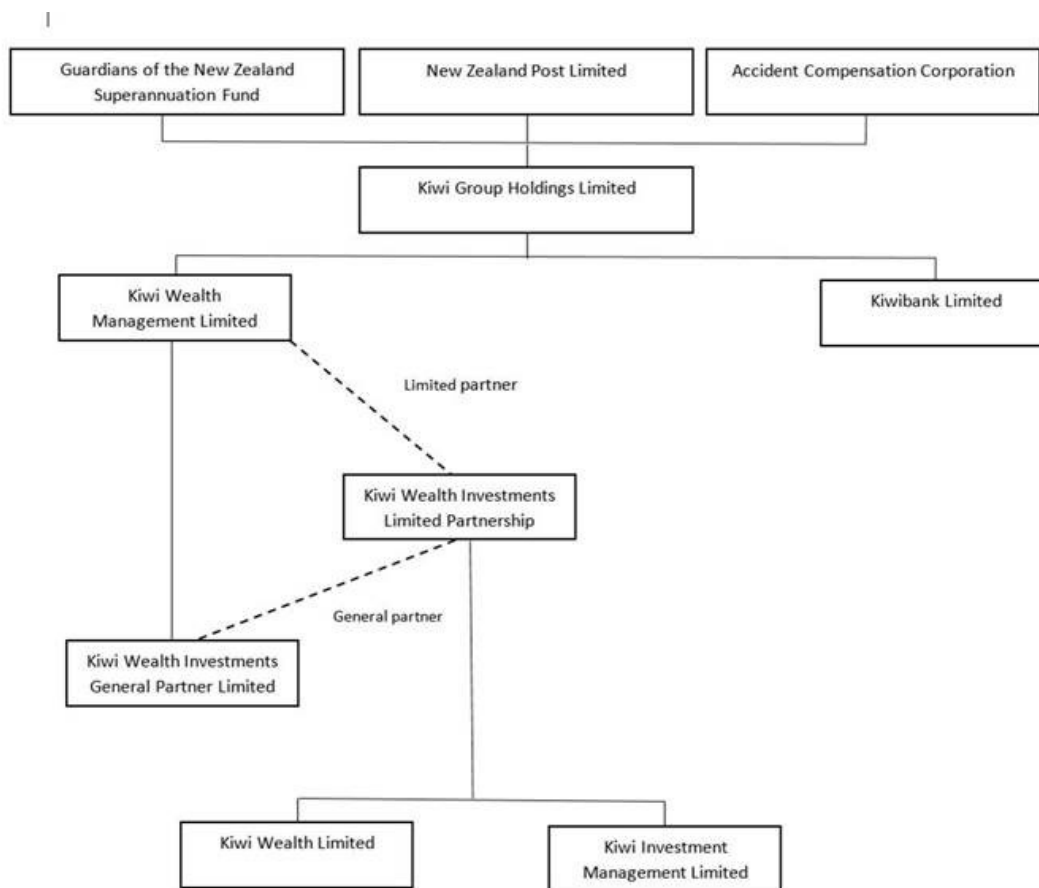 Guardians of the New Zealand
Superannuation Fund
New Zealand Post Limited
Accident Compensation Corporation
Kiwi Group Holdings Limited
Kiwi Wealth
Management Limited
Kiwibank Limited
Limited partner
Kiwi Wealth Investments
Limited Partnership
General partner
Kiwi Wealth Investments
General Partner Limited
Kiwi Wealth Limited
Kiwi Investment
Management Limited